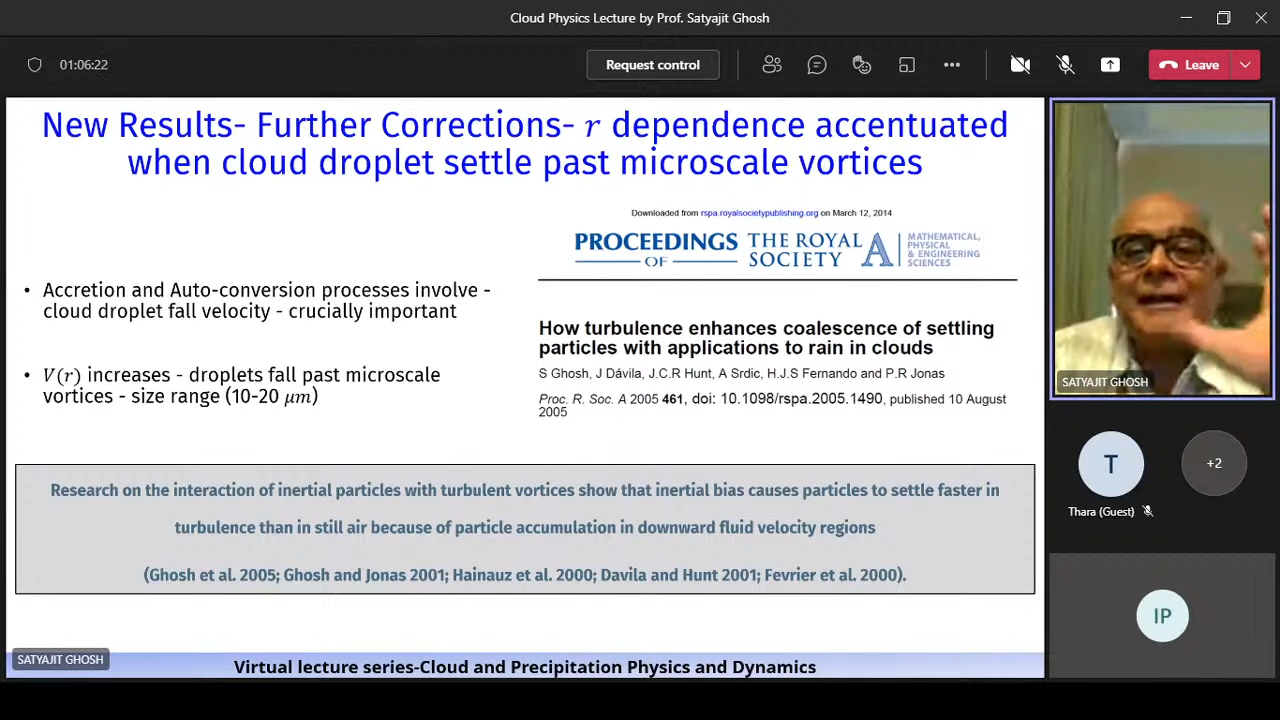 Cloud Physics Lecture by Prof. Satyajit Ghosh
01:06:22
Request control
Leave
New Results- Further Corrections- r dependence accentuated
when cloud droplet settle past microscale vortices
Downloaded from rspa.royalsocietypublishing.org on March 12, 2014
PROCEEDINGS
OF
THE ROYAL
SOCIETY
A
MATHEMATICAL,
PHYSICAL
& ENGINEERING
SCIENCES
• Accretion and Auto-conversion processes involve -
cloud droplet fall velocity - crucially important
• V(r) increases - droplets fall past microscale
vortices - size range (10-20 μm)
How turbulence enhances coalescence of settling
particles with applications to rain in clouds
S Ghosh, J Dávila, J.C.R Hunt, A Srdic, H.J.S Fernando and P.R Jonas
Proc. R. Soc. A 2005 461, doi: 10.1098/rspa.2005.1490, published 10 August
2005
Research on the interaction of inertial particles with turbulent vortices show that inertial bias causes particles to settle faster in
turbulence than in still air because of particle accumulation in downward fluid velocity regions
(Ghosh et al. 2005; Ghosh and Jonas 2001; Hainauz et al. 2000; Davila and Hunt 2001; Fevrier et al. 2000).
SATYAJIT GHOSH
Virtual lecture series-Cloud and Precipitation Physics and Dynamics
SATYAJIT GHOSH
T
+2
Thara (Guest)
IP